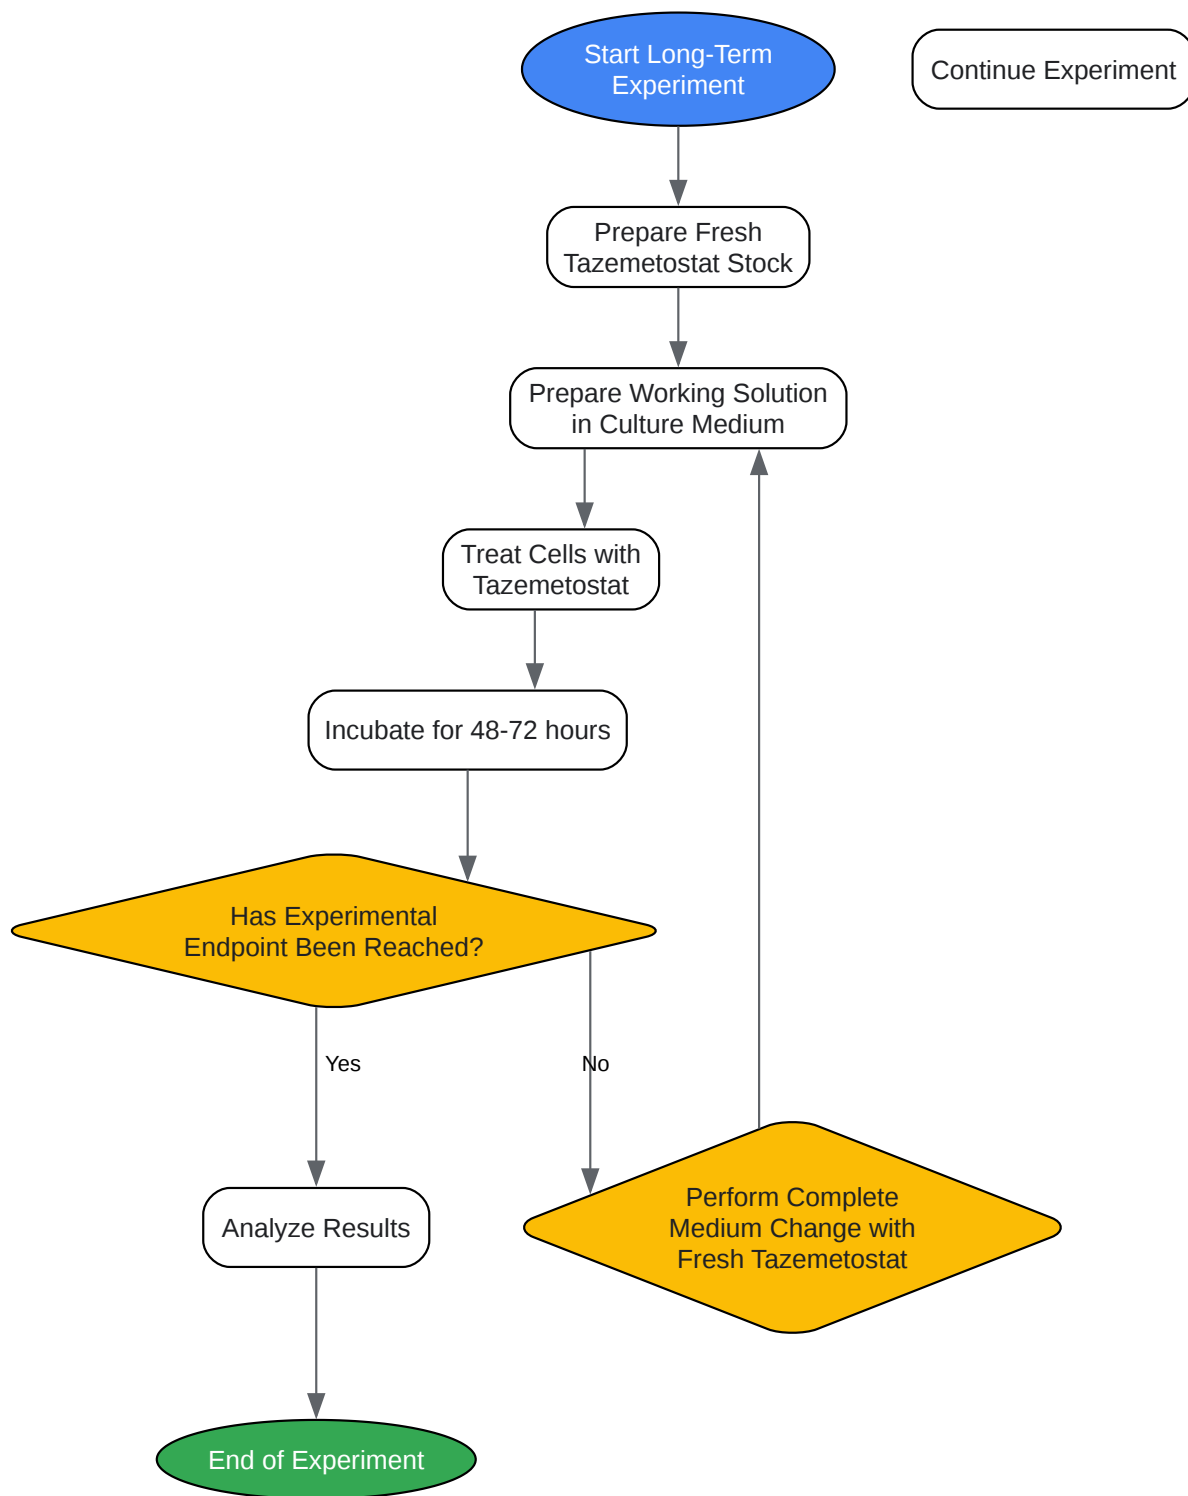 Start Long-Term
Experiment
Continue Experiment
Prepare Fresh
Tazemetostat Stock
Prepare Working Solution
in Culture Medium
Treat Cells with
Tazemetostat
Incubate for 48-72 hours
Has Experimental
Endpoint Been Reached?
Yes
No
Analyze Results
Perform Complete
Medium Change with
Fresh Tazemetostat
End of Experiment